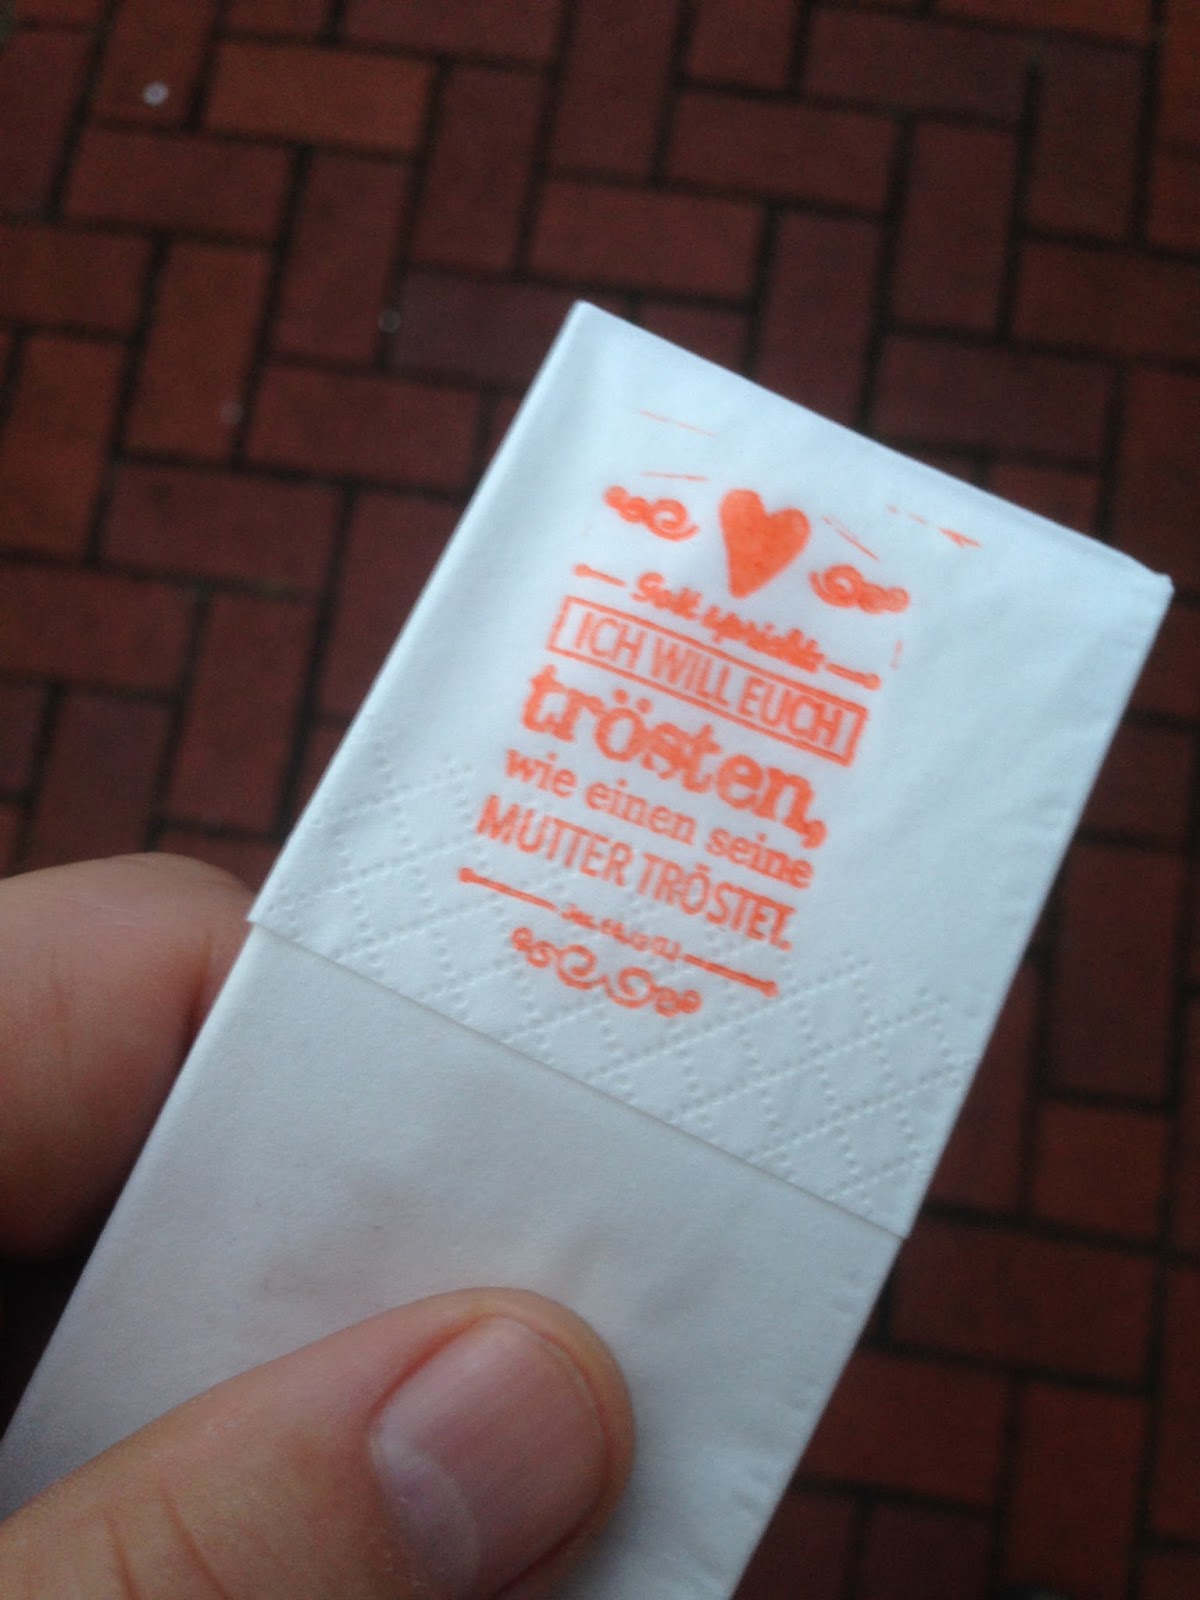 Gott spricht:
ICH WILL EUCH
trösten,
wie einen seine
MUTTER TRÖSTET.